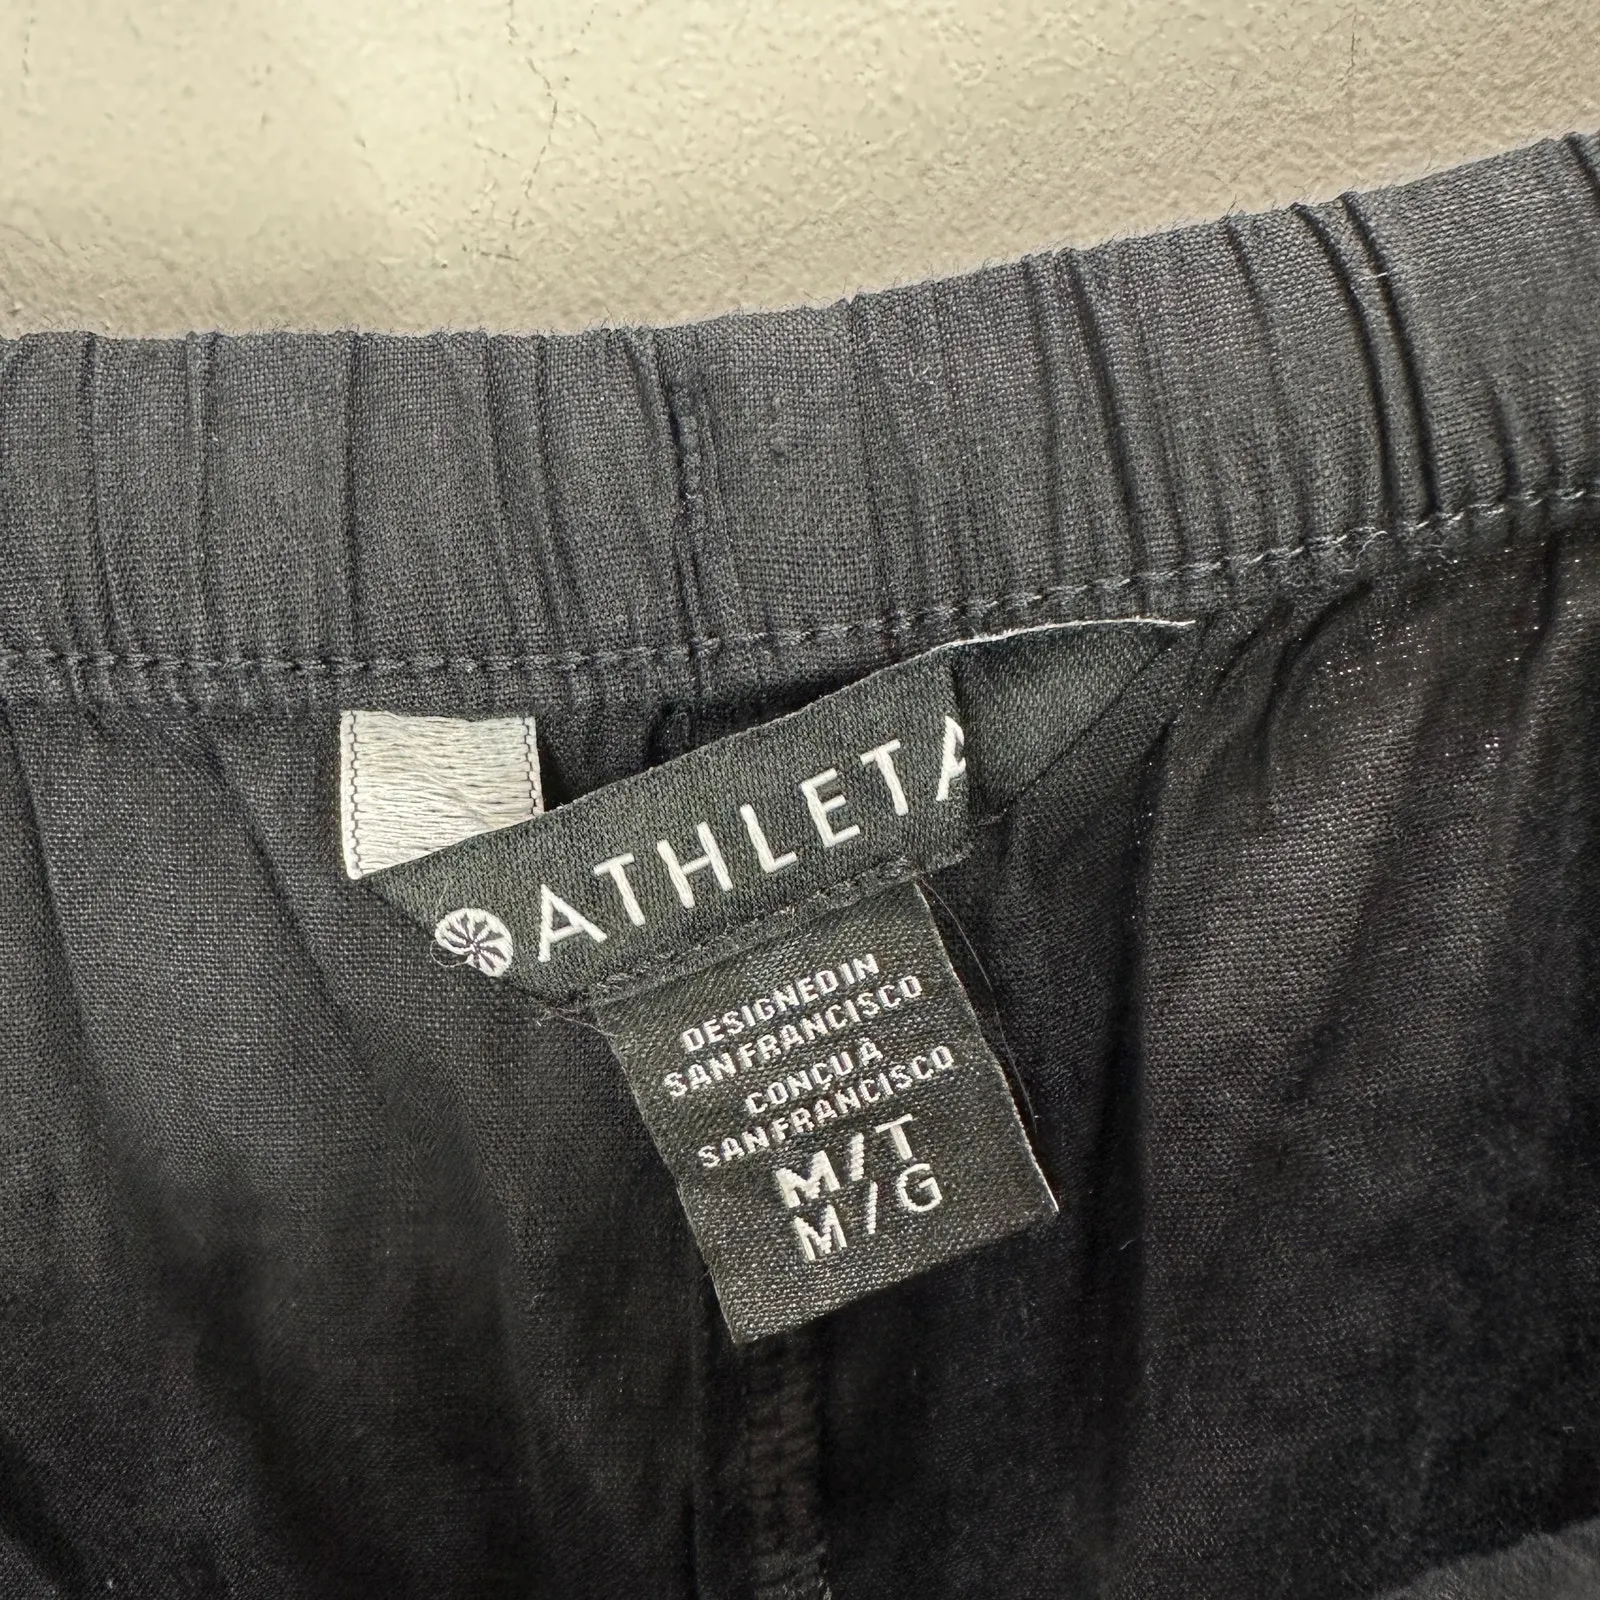 ATHLETA
DESIGNED IN
SAN FRANCISCO
CONÇU À
SAN FRANCISCO
M/T
M/G